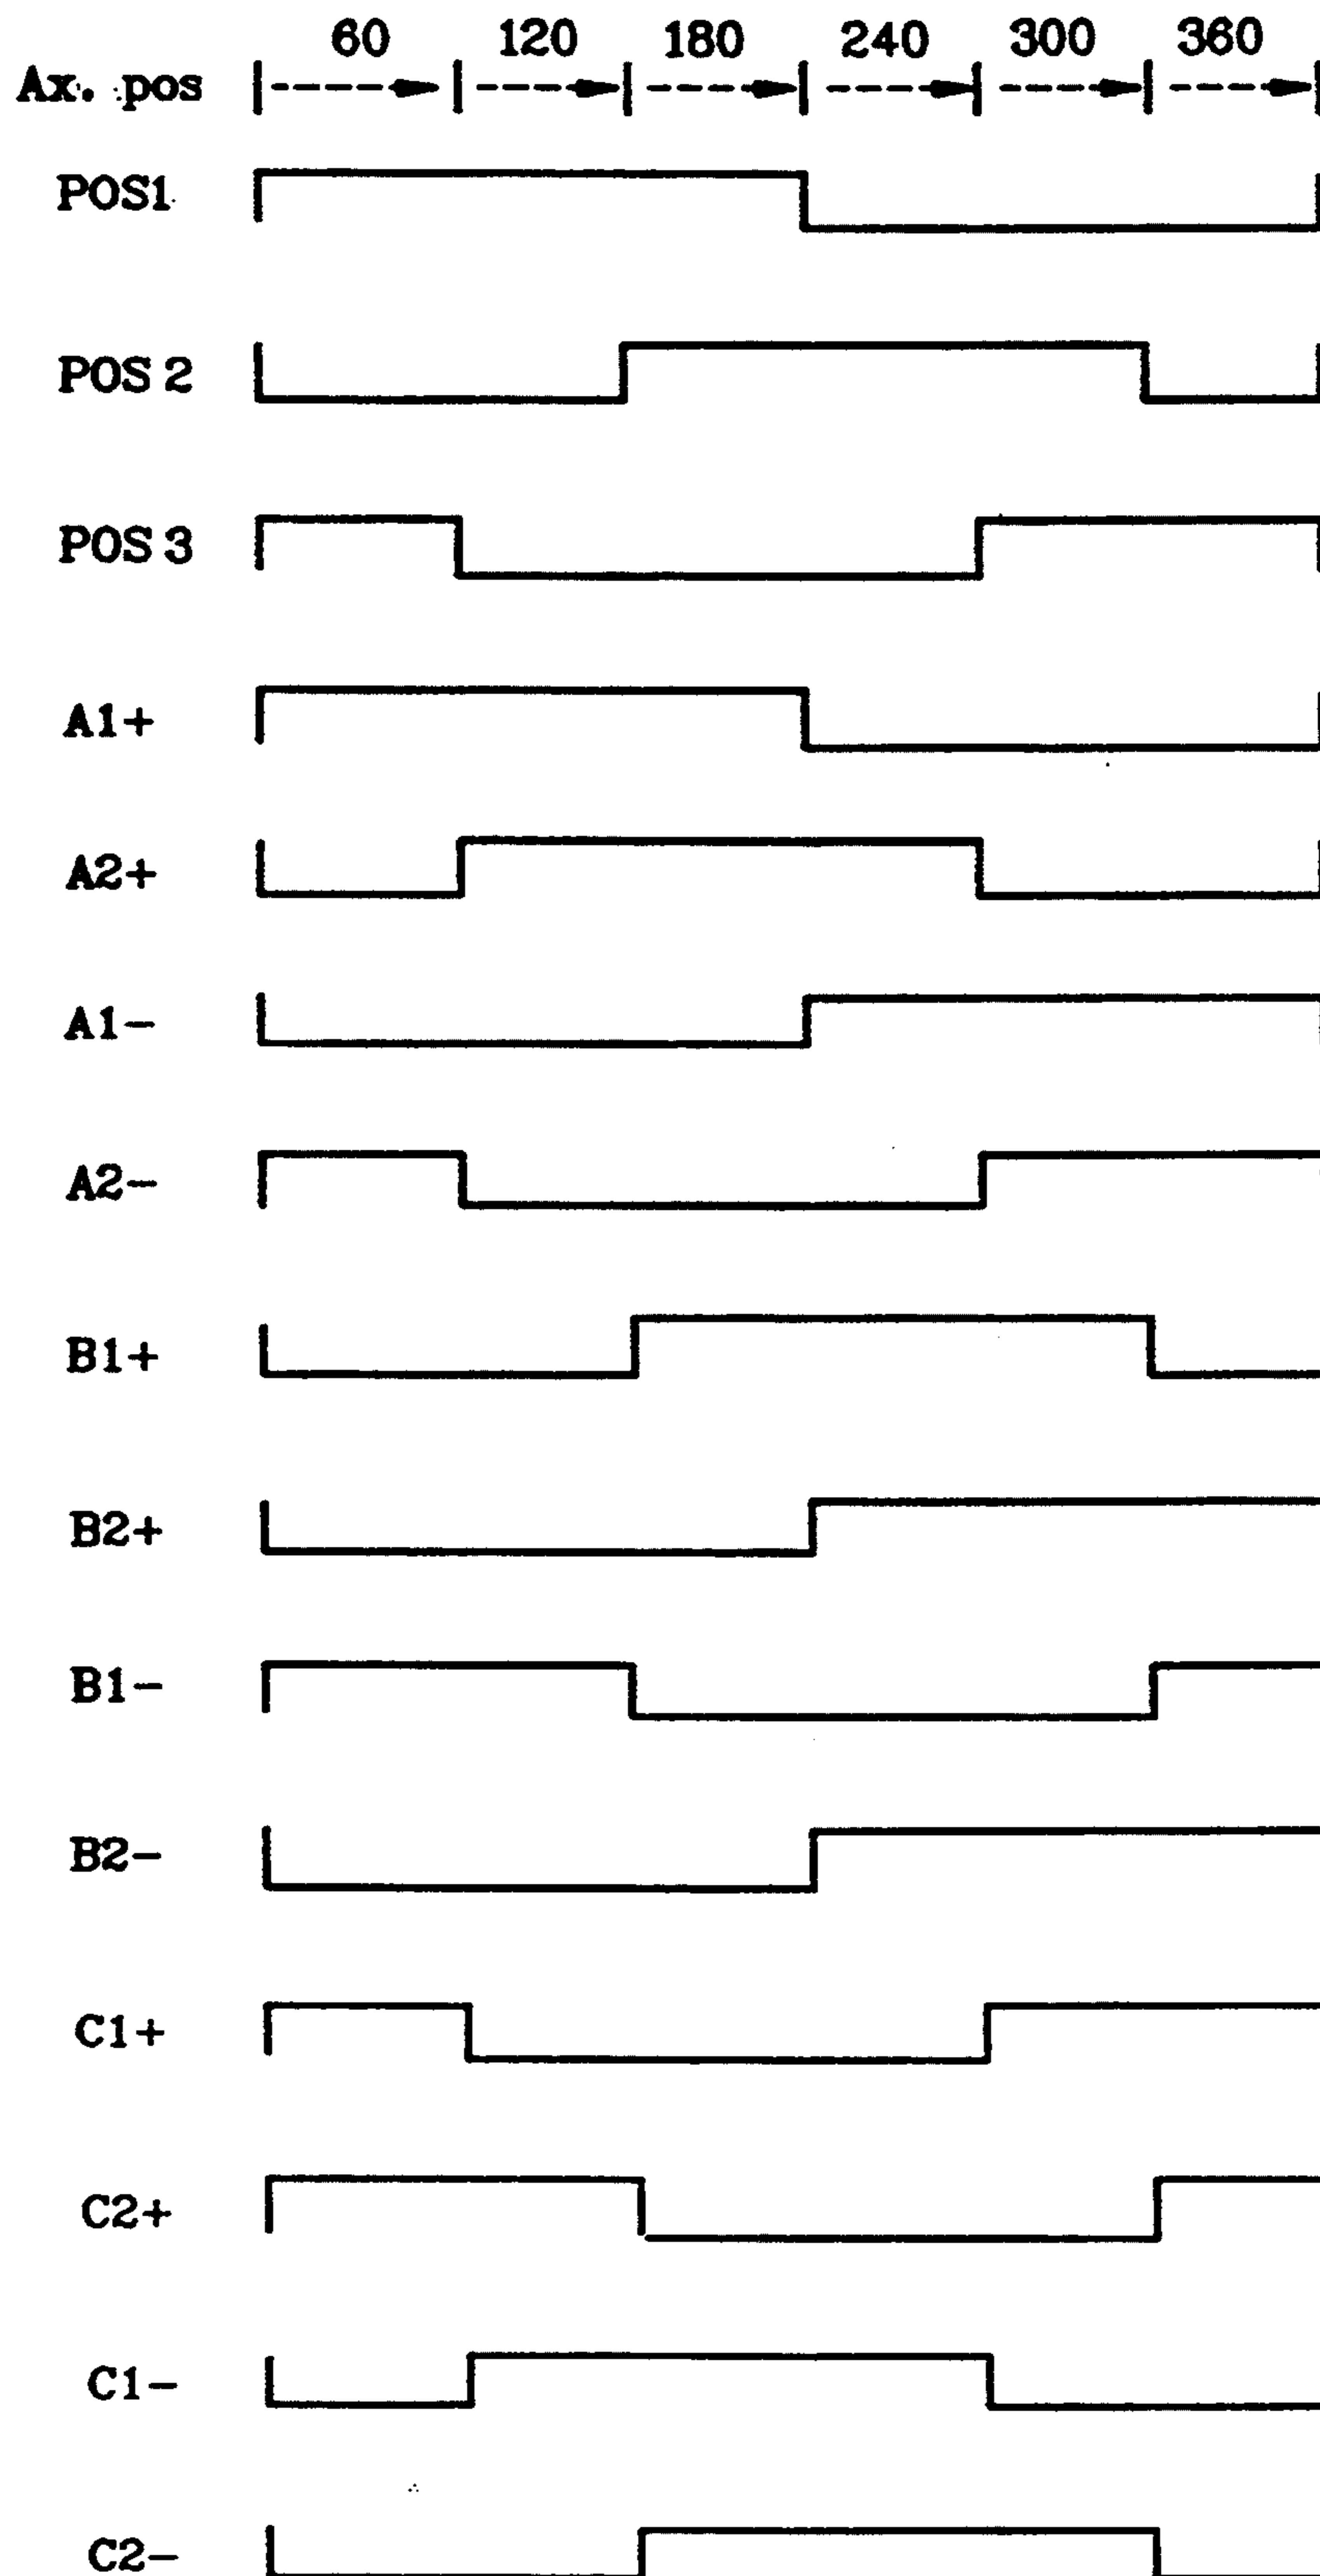 60 120 180 240 300 360
Ax. pos
POS1
POS 2
POS 3
A1+
A2+
A1-
A2-
B1+
B2+
B1-
B2-
C1+
C2+
C1-
C2-